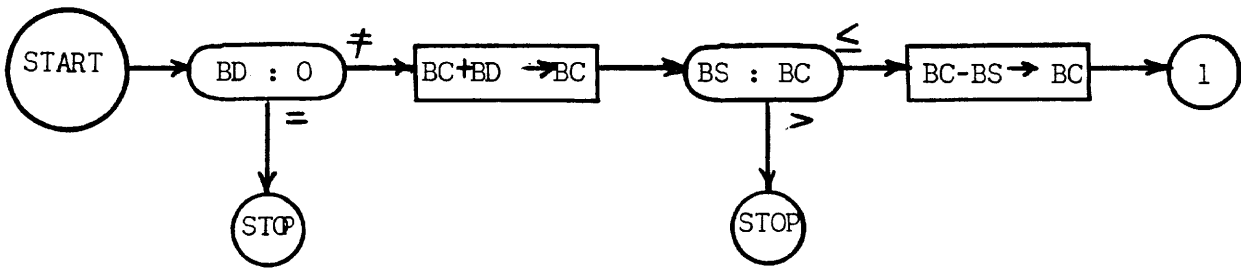 START
BD : 0
≠
BC+BD → BC
BS : BC
≤
BC-BS → BC
1
=
>
STOP
STOP